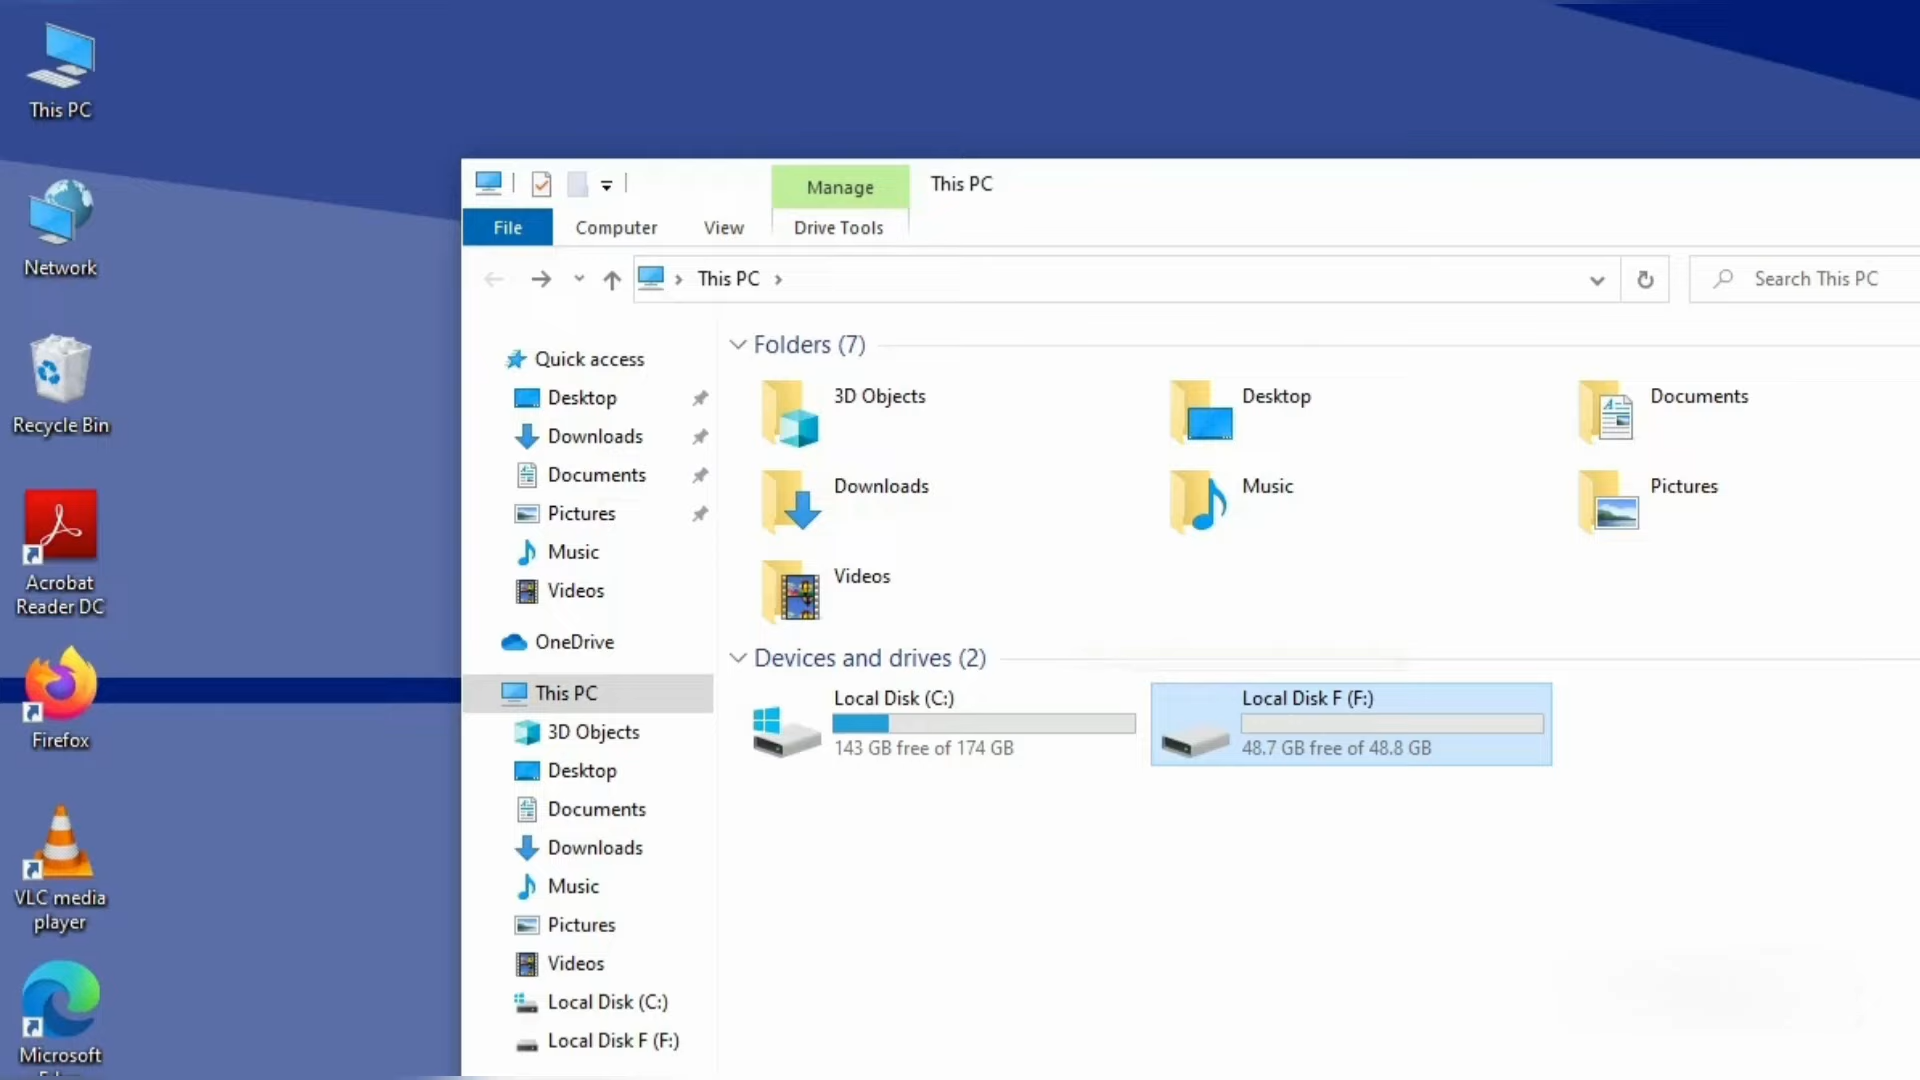 This PC
Network
Recycle Bin
Acrobat
Reader DC
Firefox
VLC media
player
Microsoft
Manage
This PC
File
Computer
View
Drive Tools
This PC
Search This PC
Quick access
Desktop
Downloads
Documents
Pictures
Music
Videos
OneDrive
This PC
3D Objects
Desktop
Documents
Downloads
Music
Pictures
Videos
Local Disk (C:)
Local Disk F (F:)
Folders (7)
3D Objects
Desktop
Documents
Downloads
Music
Pictures
Videos
Devices and drives (2)
Local Disk (C:)
143 GB free of 174 GB
Local Disk F (F:)
48.7 GB free of 48.8 GB